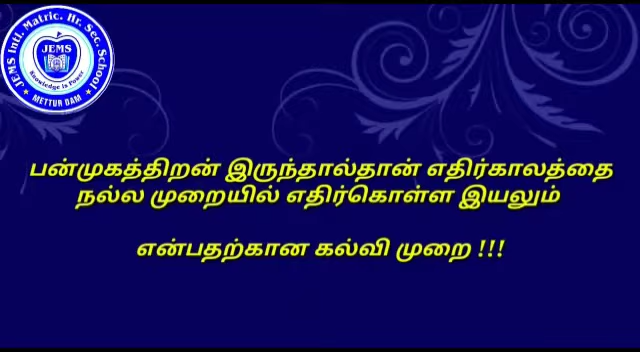 JEMS Intl. Matric. Hr. Sec. School
JEMS
Knowledge is Power
METTUR DAM
பன்முகத்திறன் இருந்தால்தான் எதிர்காலத்தை
நல்ல முறையில் எதிர்கொள்ள இயலும்
என்பதற்கான கல்வி முறை !!!